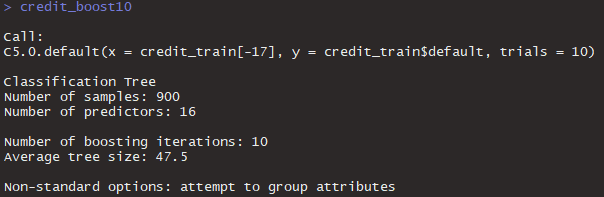 > credit_boost10
Call:
C5.0.default(x = credit_train[-17], y = credit_train$default, trials = 10)
Classification Tree
Number of samples: 900
Number of predictors: 16
Number of boosting iterations: 10
Average tree size: 47.5
Non-standard options: attempt to group attributes